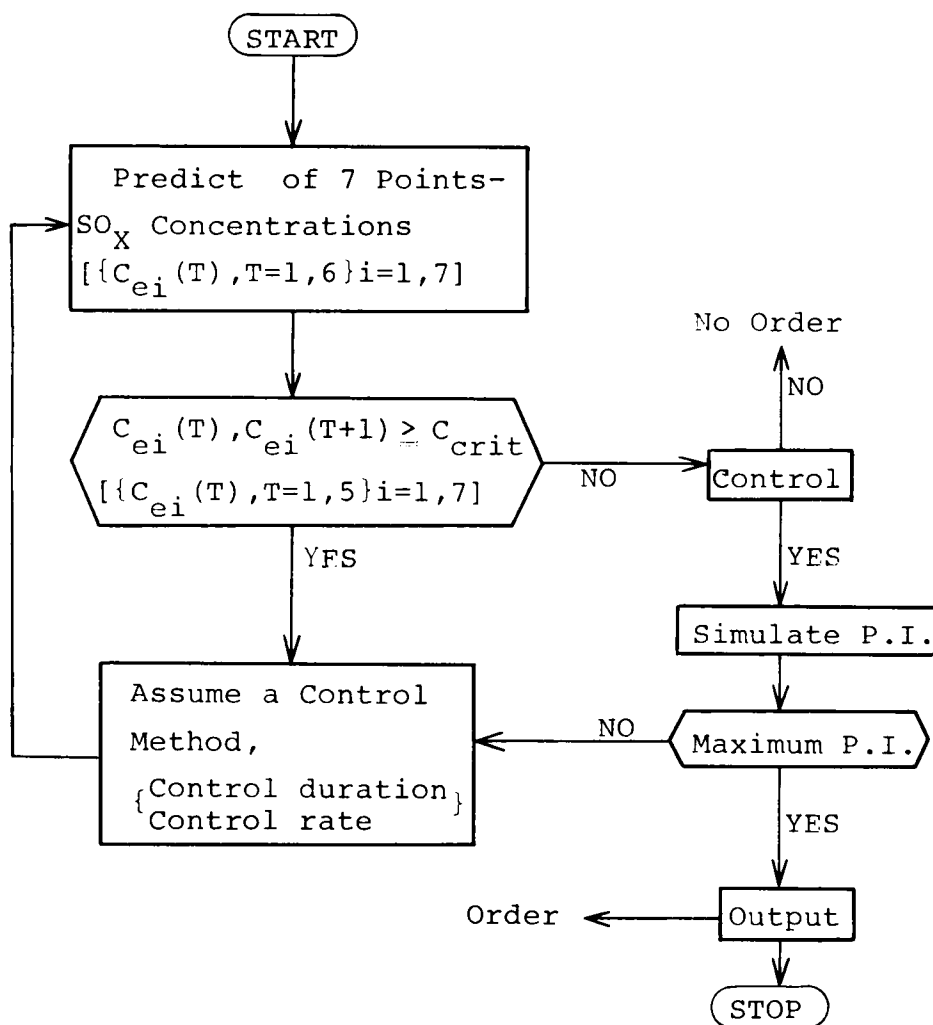 START
Predict of 7 Points-
SOX Concentrations
[{Cei(T),T=1,6}i=1,7]
No Order
NO
Cei(T),Cei(T+1) ≥ Ccrit
[{Cei(T),T=1,5}i=1,7]
NO
Control
YES
YES
Simulate P.I.
Assume a Control
Method,
{Control duration}
Control rate
NO
Maximum P.I.
YES
Order
Output
STOP